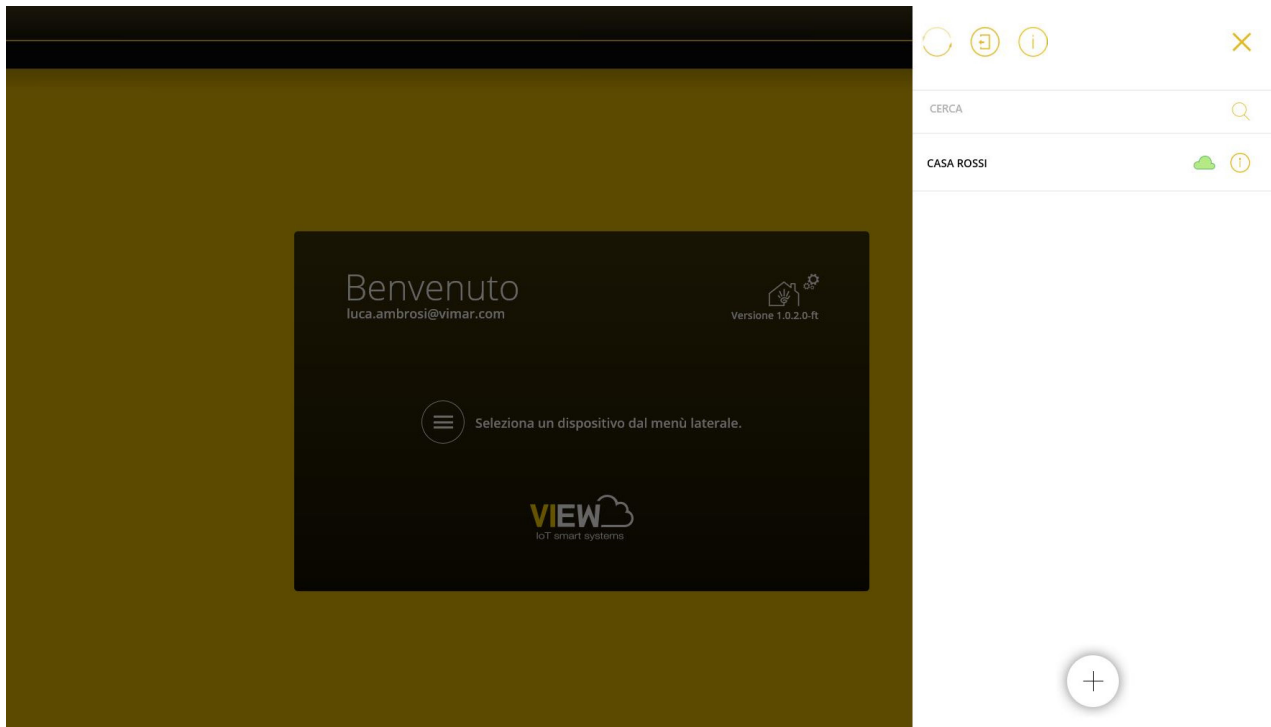 CERCA
CASA ROSSI
Benvenuto
luca.ambrosi@vimar.com
Versione 1.0.2.0-ft
Seleziona un dispositivo dal menù laterale.
VIEW
IoT smart systems